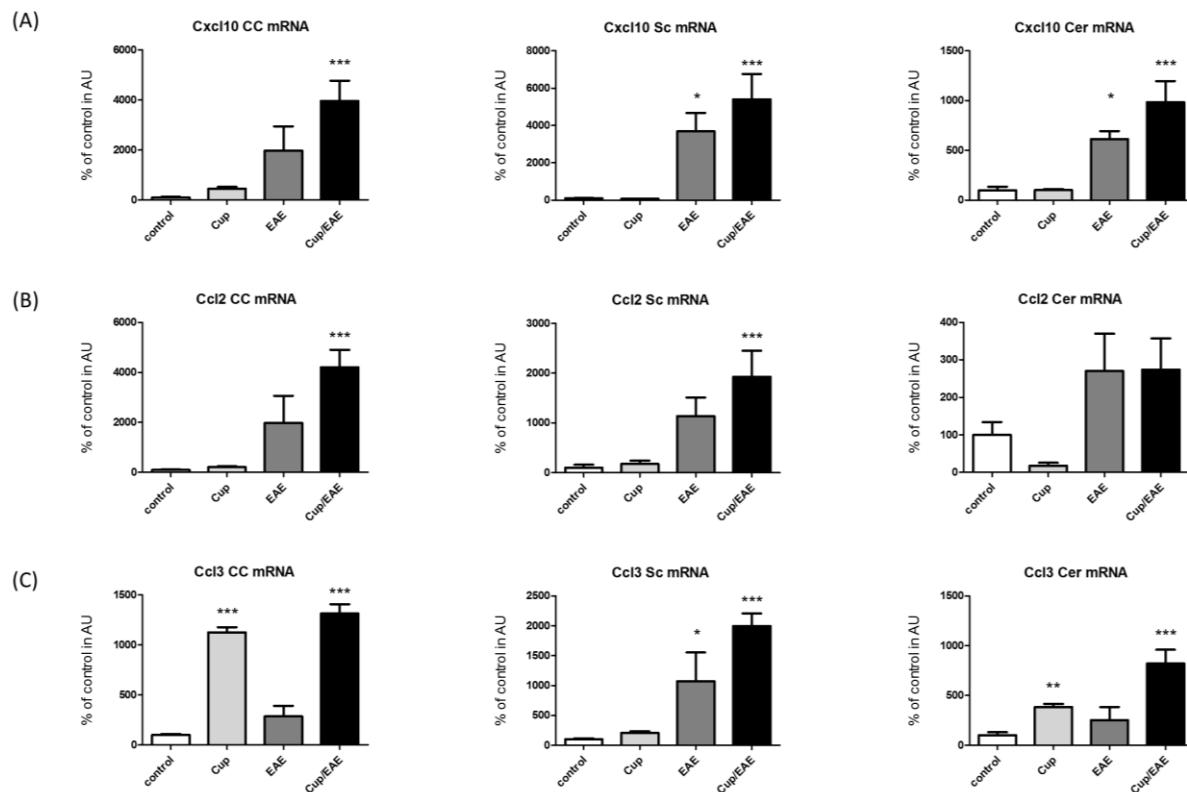 (A)
Cxcl10 CC mRNA
% of control in AU
6000
4000
2000
0
***
control
Cup
EAE
Cup/EAE
Cxcl10 Sc mRNA
% of control in AU
8000
6000
4000
2000
0
*
***
control
Cup
EAE
Cup/EAE
Cxcl10 Cer mRNA
% of control in AU
1500
1000
500
0
*
***
control
Cup
EAE
Cup/EAE
(B)
Ccl2 CC mRNA
% of control in AU
6000
4000
2000
0
***
control
Cup
EAE
Cup/EAE
Ccl2 Sc mRNA
% of control in AU
3000
2000
1000
0
***
control
Cup
EAE
Cup/EAE
Ccl2 Cer mRNA
% of control in AU
400
300
200
100
0
control
Cup
EAE
Cup/EAE
(C)
Ccl3 CC mRNA
% of control in AU
1500
1000
500
0
***
***
control
Cup
EAE
Cup/EAE
Ccl3 Sc mRNA
% of control in AU
2500
2000
1500
1000
500
0
*
***
control
Cup
EAE
Cup/EAE
Ccl3 Cer mRNA
% of control in AU
1500
1000
500
0
**
***
control
Cup
EAE
Cup/EAE